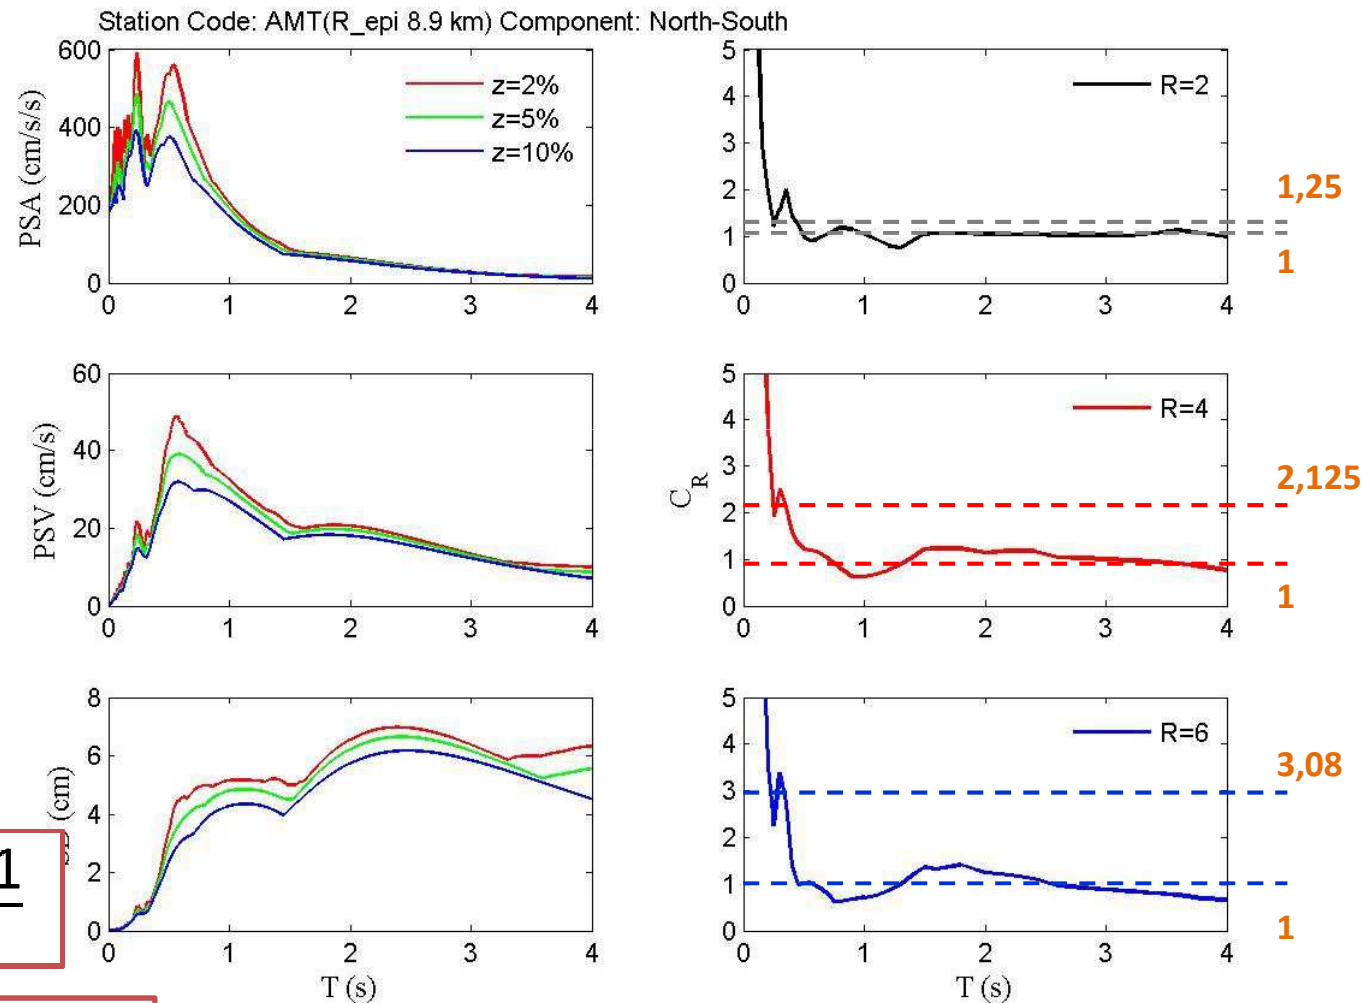 Station Code: AMT(R_epi 8.9 km) Component: North-South
PSA (cm/s/s)
600
400
200
0
0 1 2 3 4
z=2%
z=5%
z=10%
5
4
3
2
1
0
0 1 2 3 4
R=2
1,25
1
PSV (cm/s)
60
40
20
0
0 1 2 3 4
C_R
5
4
3
2
1
0
0 1 2 3 4
R=4
2,125
1
(cm)
8
6
4
2
0
0 1 2 3 4
T (s)
5
4
3
2
1
0
0 1 2 3 4
T (s)
R=6
3,08
1
1